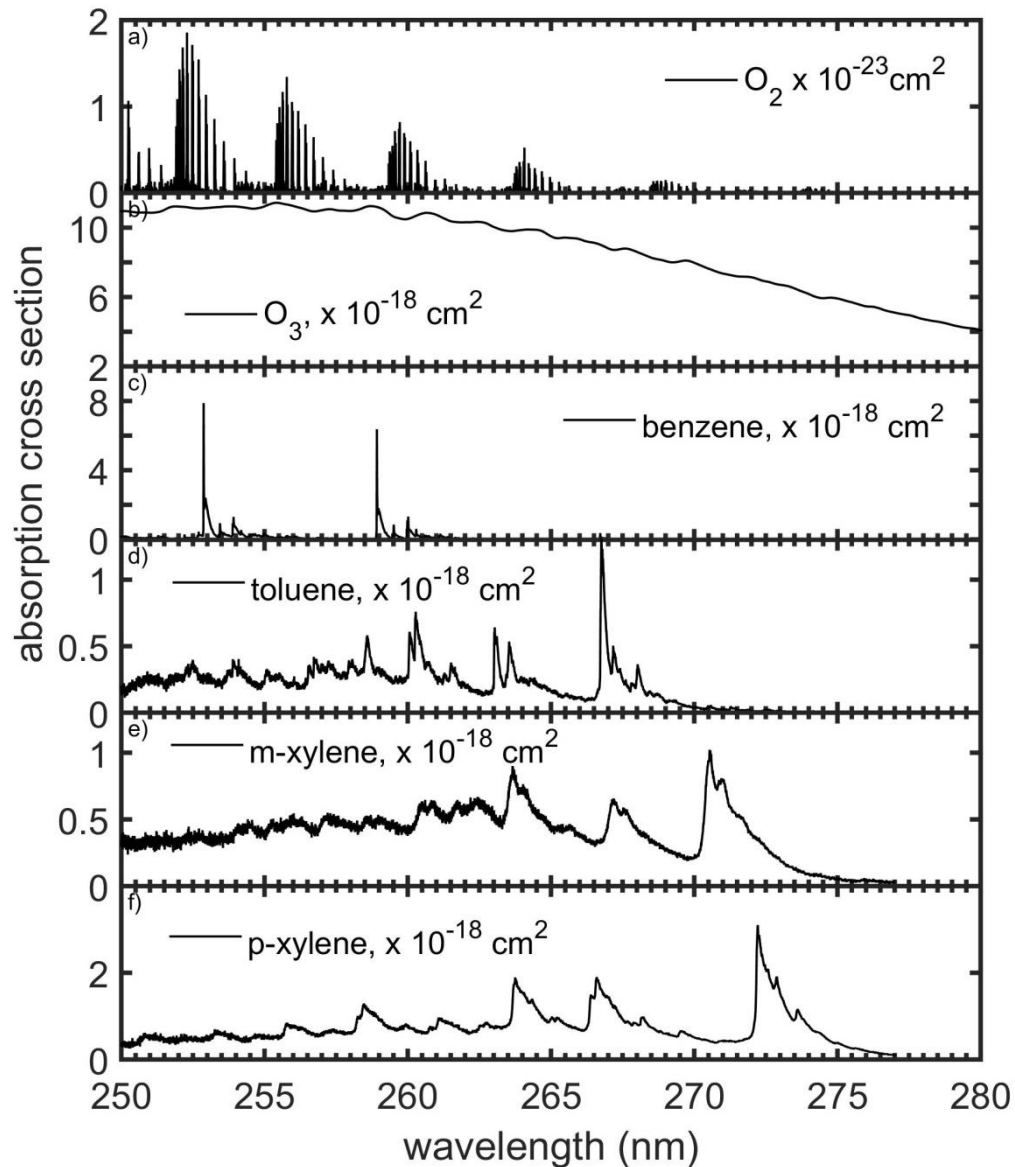 absorption cross section
a)
2
1
0
O₂ x 10⁻²³cm²
b)
10
6
2
O₃, x 10⁻¹⁸ cm²
c)
8
4
0
benzene, x 10⁻¹⁸ cm²
d)
1
0.5
0
toluene, x 10⁻¹⁸ cm²
e)
1
0.5
0
m-xylene, x 10⁻¹⁸ cm²
f)
2
0
p-xylene, x 10⁻¹⁸ cm²
250 255 260 265 270 275 280
wavelength (nm)